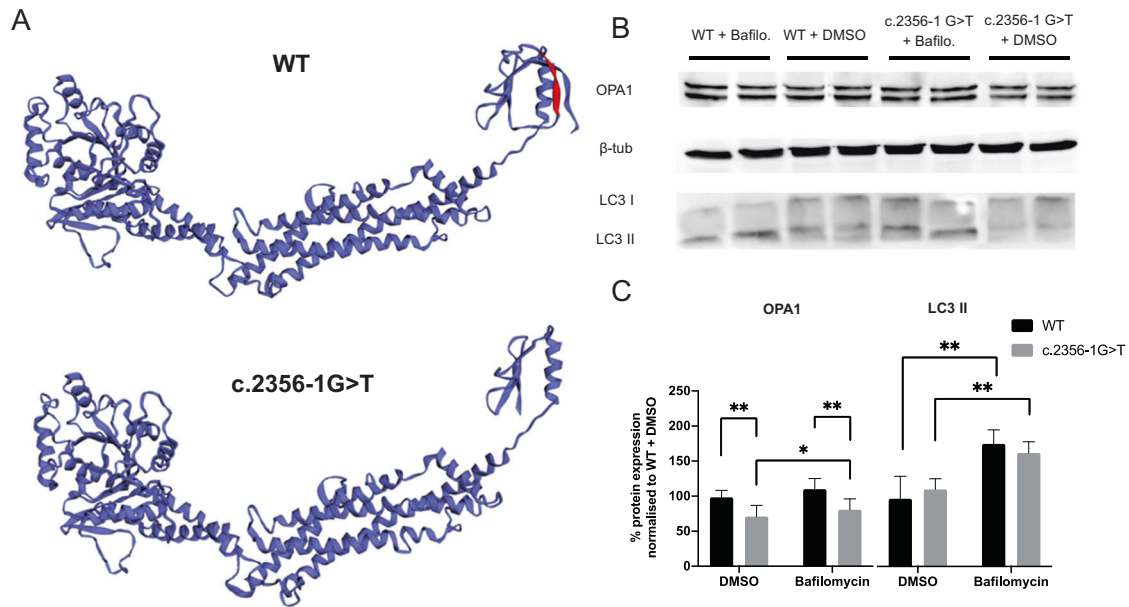 A
WT
c.2356-1G>T
B
WT + Bafilo.
WT + DMSO
c.2356-1 G>T
+ Bafilo.
c.2356-1 G>T
+ DMSO
OPA1
β-tub
LC3 I
LC3 II
C
OPA1
LC3 II
WT
c.2356-1G>T
% protein expression
normalised to WT + DMSO
250
200
150
100
50
0
**
**
*
**
**
DMSO
Bafilomycin
DMSO
Bafilomycin